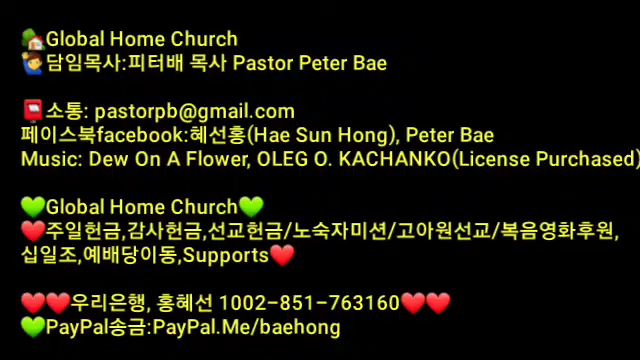 🏡Global Home Church
🙋‍♂️담임목사:피터배 목사 Pastor Peter Bae
📮소통: pastorpb@gmail.com
페이스북facebook:혜선홍(Hae Sun Hong), Peter Bae
Music: Dew On A Flower, OLEG O. KACHANKO(License Purchased)
💚Global Home Church💚
❤️주일헌금,감사헌금,선교헌금/노숙자미션/고아원선교/복음영화후원,
십일조,예배당이동,Supports❤️
❤️❤️우리은행, 홍혜선 1002-851-763160❤️❤️
💚PayPal송금:PayPal.Me/baehong